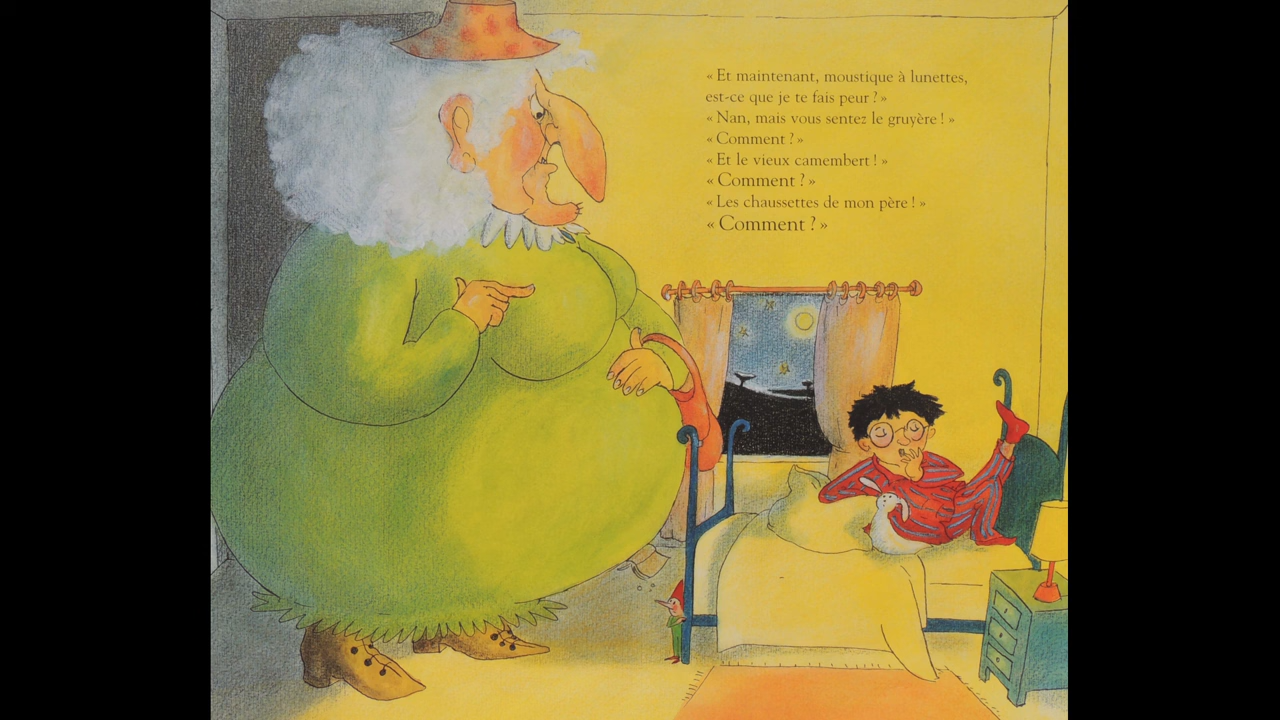 « Et maintenant, moustique à lunettes,
est-ce que je te fais peur ? »
« Nan, mais vous sentez le gruyère ! »
« Comment ? »
« Et le vieux camembert ! »
« Comment ? »
« Les chaussettes de mon père ! »
« Comment ? »